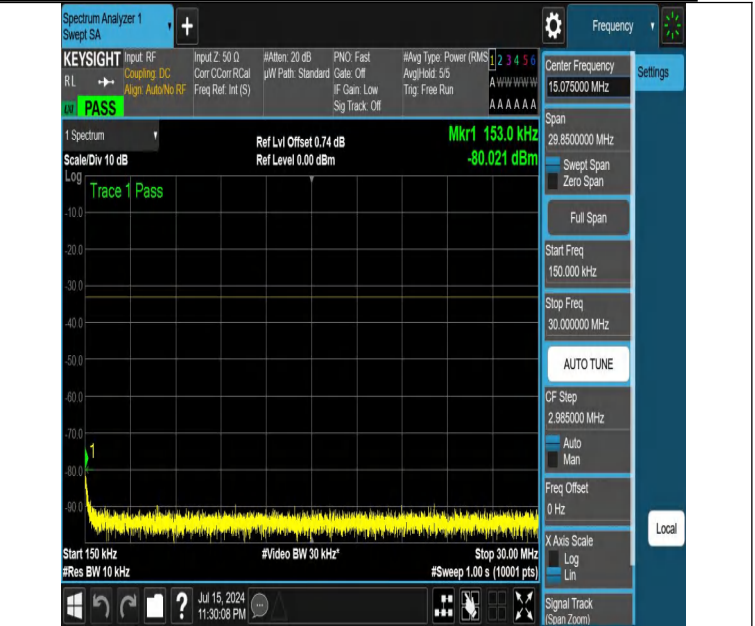 Spectrum Analyzer 1
Swept SA
+
Frequency
KEYSIGHT
RL
PASS
Input: RF
Coupling: DC
Align: Auto/No RF
Input Z: 50 Ω
Corr CCorr RCal
Freq Ref: Int (S)
#Atten: 20 dB
µW Path: Standard
PNO: Fast
Gate: Off
IF Gain: Low
Sig Track: Off
#Avg Type: Power (RMS)
Avg|Hold: 5/5
Trig: Free Run
1 2 3 4 5 6
A W W W W W
A A A A A A
1 Spectrum
Scale/Div 10 dB
Ref Lvl Offset 0.74 dB
Ref Level 0.00 dBm
Mkr1 153.0 kHz
-80.021 dBm
Log
Trace 1 Pass
-10.0
-20.0
-30.0
-40.0
-50.0
-60.0
-70.0
-80.0
-90.0
1
Start 150 kHz
#Res BW 10 kHz
#Video BW 30 kHz*
Stop 30.00 MHz
#Sweep 1.00 s (10001 pts)
Jul 15, 2024
11:30:08 PM
Center Frequency
15.075000 MHz
Settings
Span
29.8500000 MHz
Swept Span
Zero Span
Full Span
Start Freq
150.000 kHz
Stop Freq
30.000000 MHz
AUTO TUNE
CF Step
2.985000 MHz
Auto
Man
Freq Offset
0 Hz
X Axis Scale
Log
Lin
Local
Signal Track
(Span Zoom)